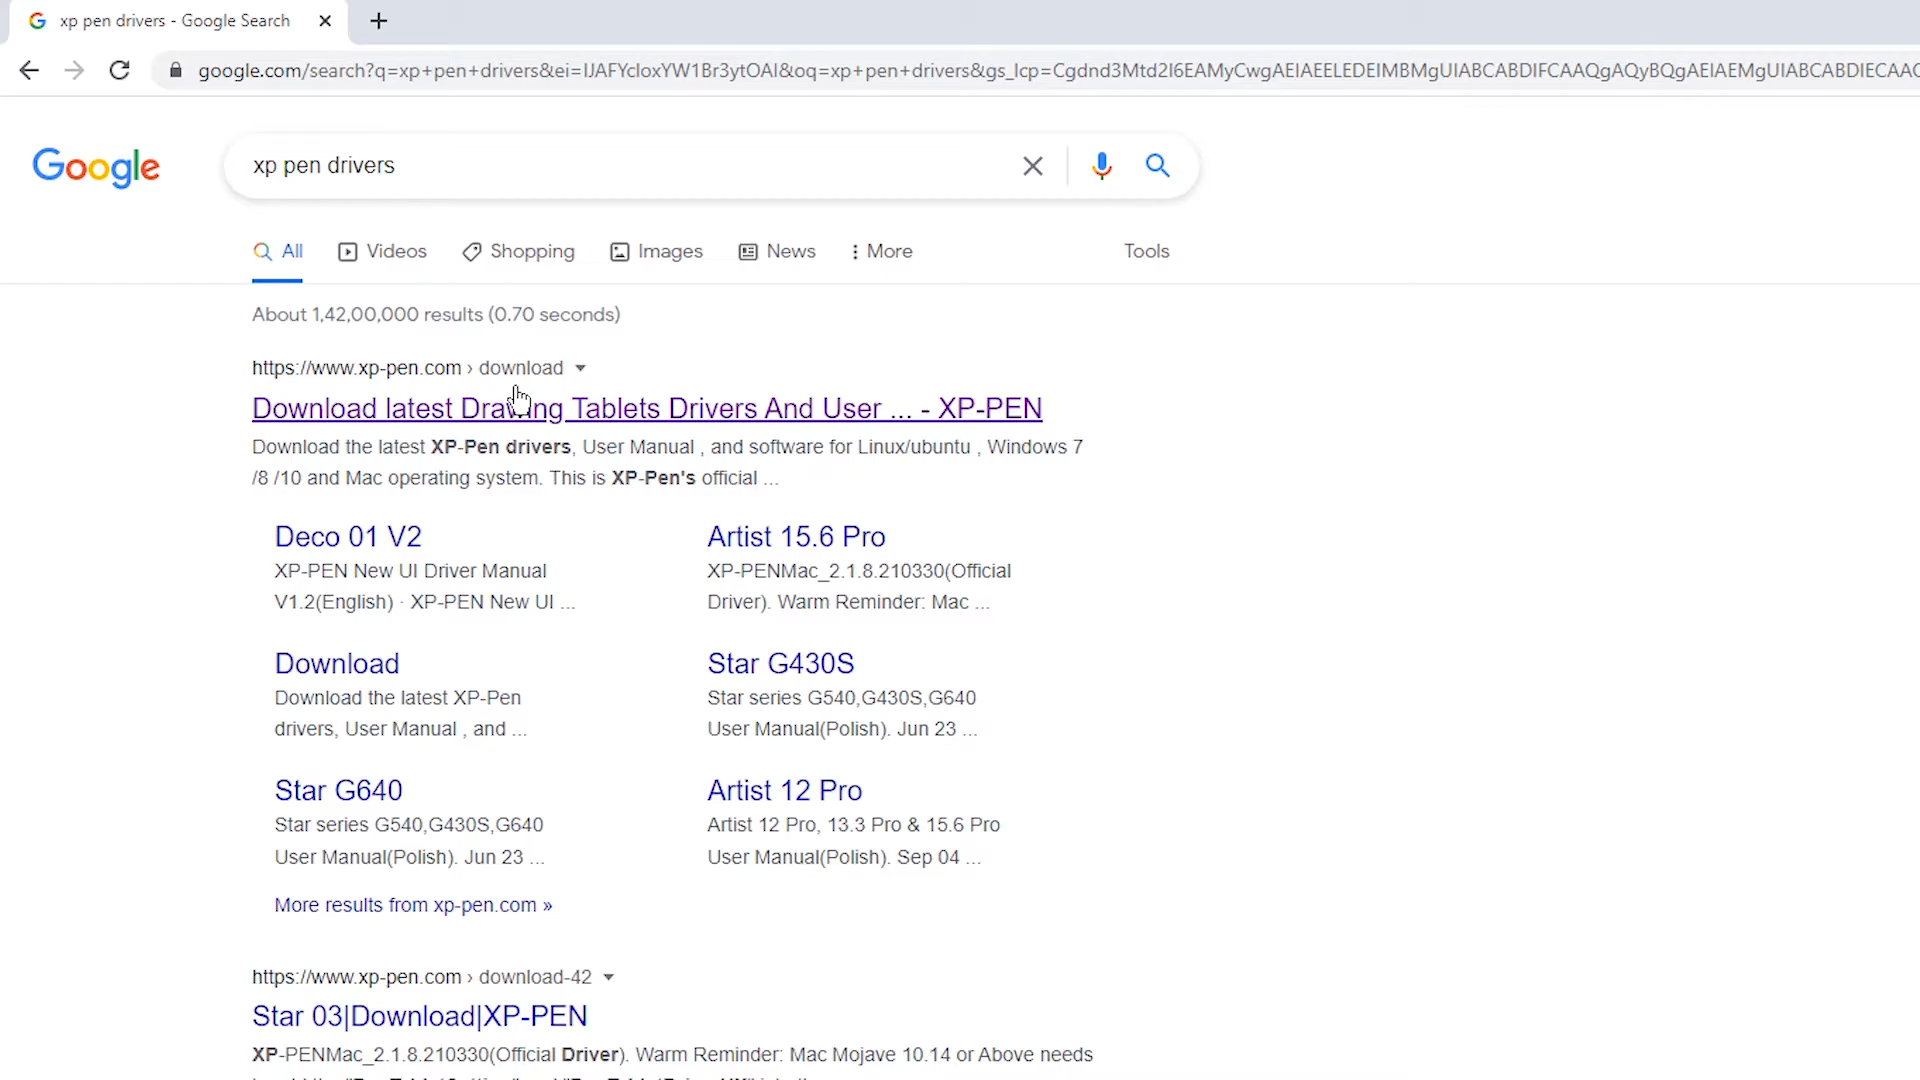 xp pen drivers - Google Search
google.com/search?q=xp+pen+drivers&ei=
Google
xp pen drivers
All Videos Shopping Images News More Tools
About 1,42,00,000 results (0.70 seconds)
https://www.xp-pen.com › download
Download latest Drawing Tablets Drivers And User ... - XP-PEN
Download the latest XP-Pen drivers, User Manual , and software for Linux/ubuntu , Windows 7
/8 /10 and Mac operating system. This is XP-Pen's official ...
Deco 01 V2
XP-PEN New UI Driver Manual
V1.2(English) · XP-PEN New UI ...
Artist 15.6 Pro
XP-PENMac_2.1.8.210330(Official
Driver). Warm Reminder: Mac ...
Download
Download the latest XP-Pen
drivers, User Manual , and ...
Star G430S
Star series G540,G430S,G640
User Manual(Polish). Jun 23 ...
Star G640
Star series G540,G430S,G640
User Manual(Polish). Jun 23 ...
Artist 12 Pro
Artist 12 Pro, 13.3 Pro & 15.6 Pro
User Manual(Polish). Sep 04 ...
More results from xp-pen.com »
https://www.xp-pen.com › download-42
Star 03|Download|XP-PEN
XP-PENMac_2.1.8.210330(Official Driver). Warm Reminder: Mac Mojave 10.14 or Above needs